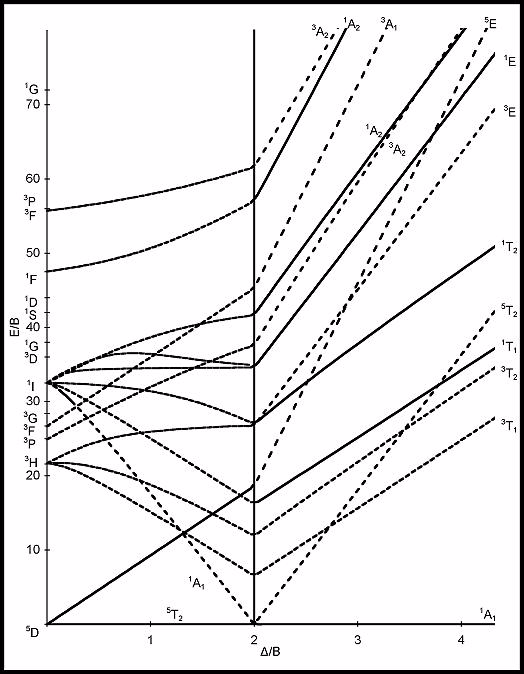 ³A₂ ¹A₂ ³A₁ ⁵E
¹E
¹G
70
³E
¹A₂
³A₂
60
³P
³F
50
¹T₂
¹F
¹D
¹S
E/B
40
⁵T₂
¹G
³D
¹T₁
¹I
³T₂
30
³G
³F
³T₁
³P
³H
20
10
¹A₁
⁵D
⁵T₂
¹A₁
1 2 3 4
Δ/B